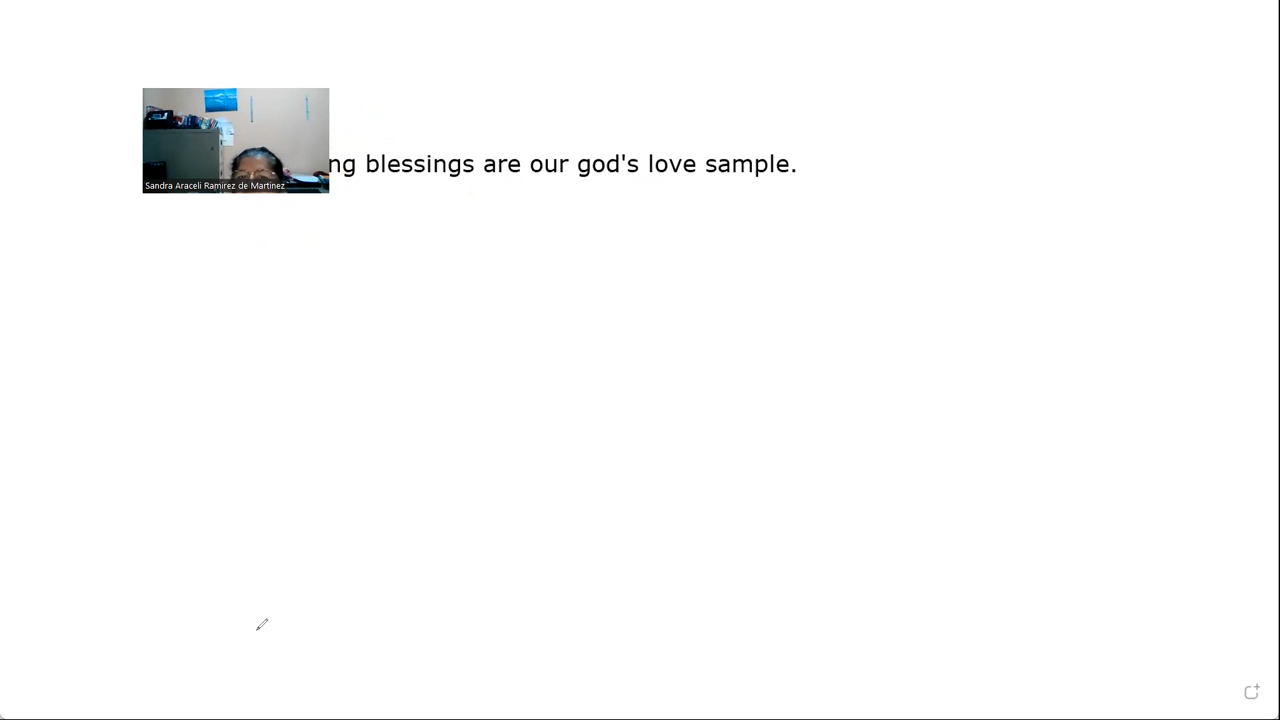 ng blessings are our god's love sample.
Sandra Araceli Ramirez de Martinez